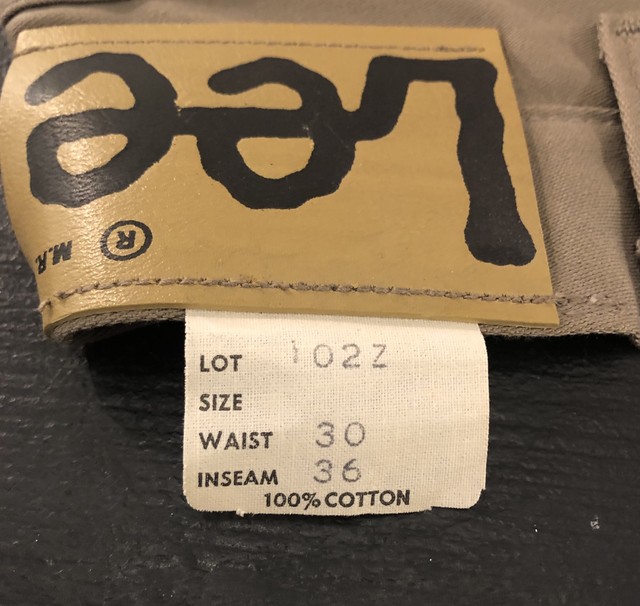 Lee
® M.R.
LOT 102Z
SIZE
WAIST 30
INSEAM 36
100% COTTON